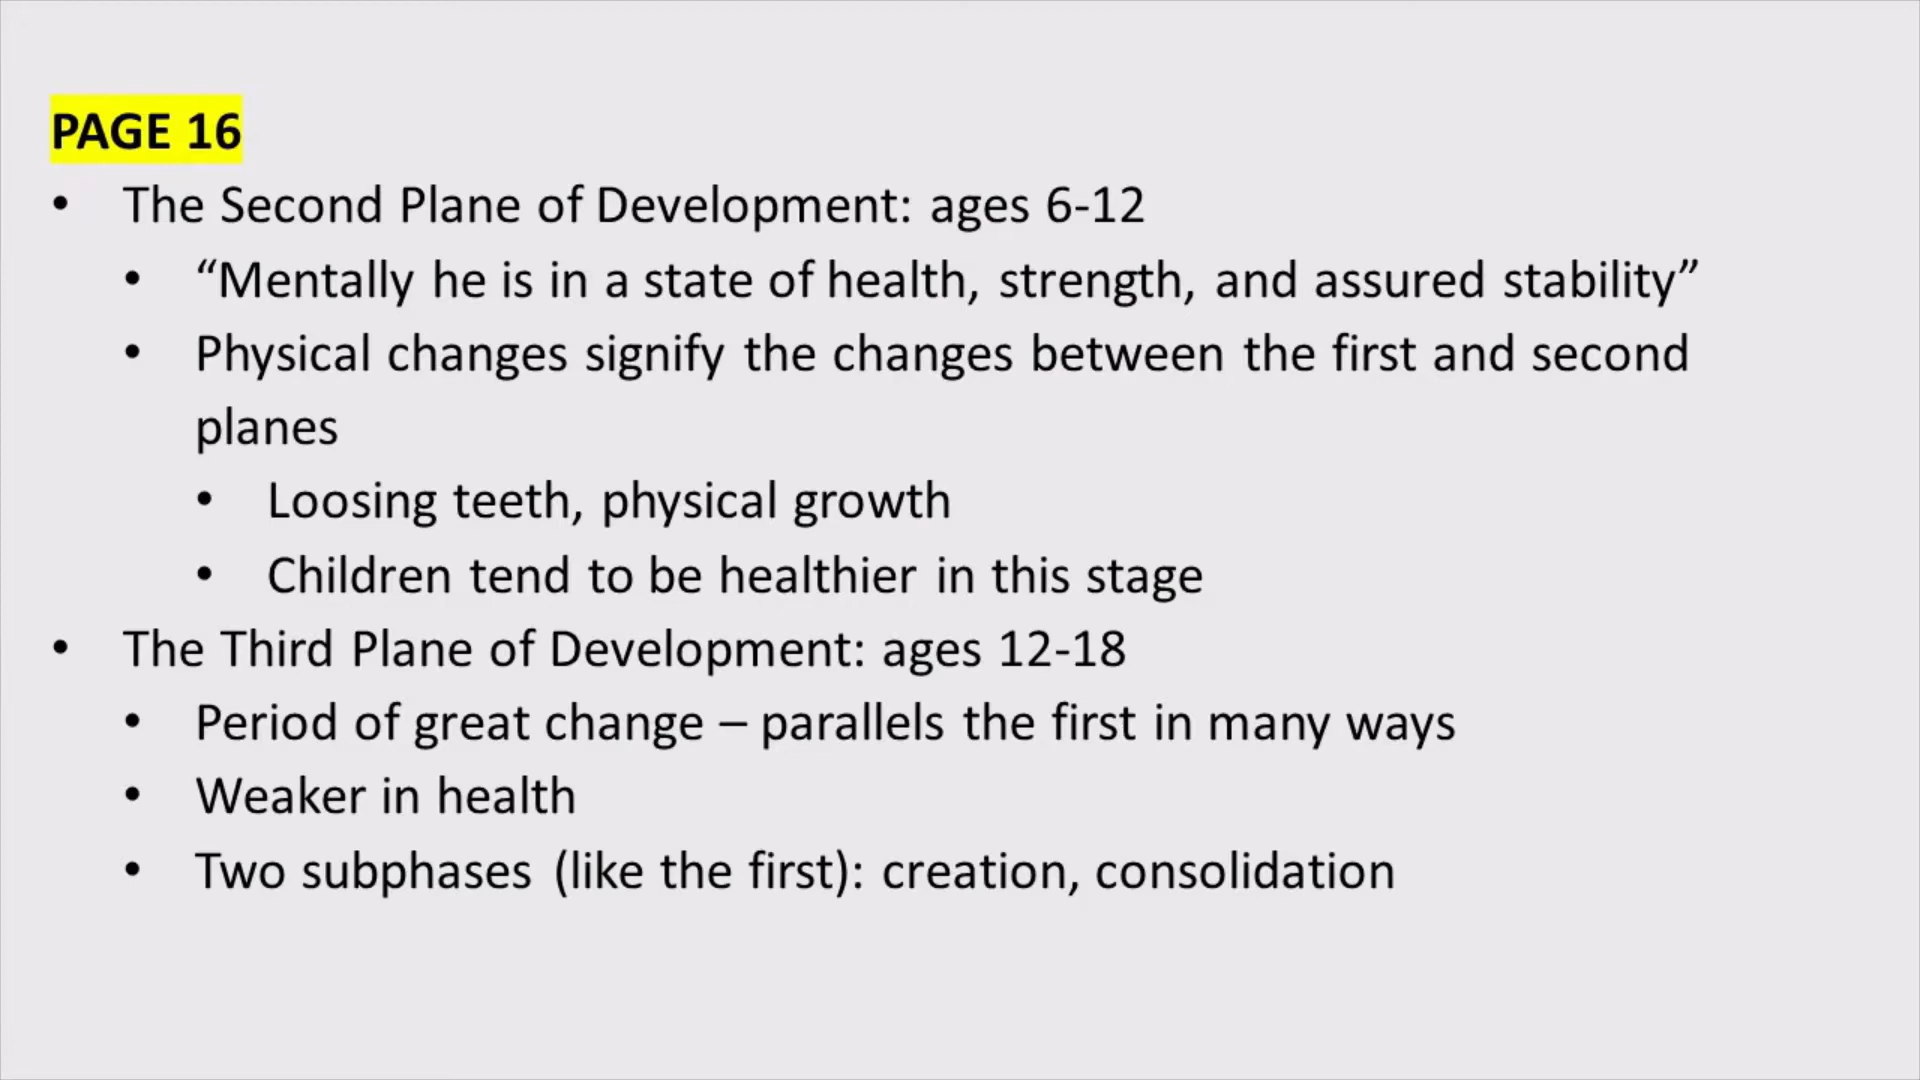 PAGE 16
• The Second Plane of Development: ages 6-12
• “Mentally he is in a state of health, strength, and assured stability”
• Physical changes signify the changes between the first and second
planes
• Loosing teeth, physical growth
• Children tend to be healthier in this stage
• The Third Plane of Development: ages 12-18
• Period of great change – parallels the first in many ways
• Weaker in health
• Two subphases (like the first): creation, consolidation